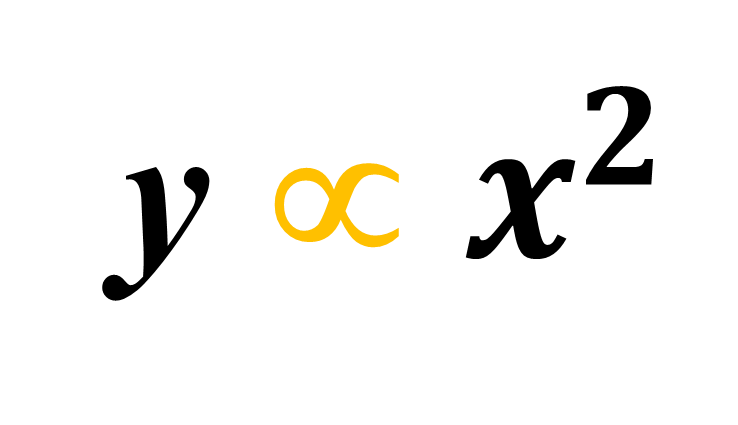 y ∝ x²